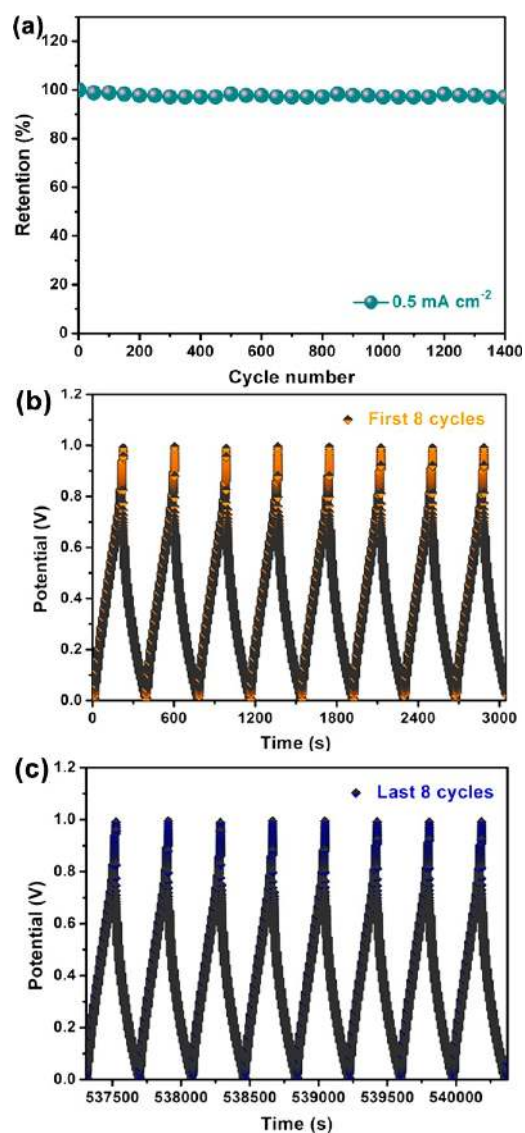 (a)
120
100
80
60
40
20
0
Retention (%)
0.5 mA cm-2
0 200 400 600 800 1000 1200 1400
Cycle number
(b)
1.2
1.0
0.8
0.6
0.4
0.2
0.0
Potential (V)
First 8 cycles
0 600 1200 1800 2400 3000
Time (s)
(c)
1.2
1.0
0.8
0.6
0.4
0.2
0.0
Potential (V)
Last 8 cycles
537500 538000 538500 539000 539500 540000
Time (s)